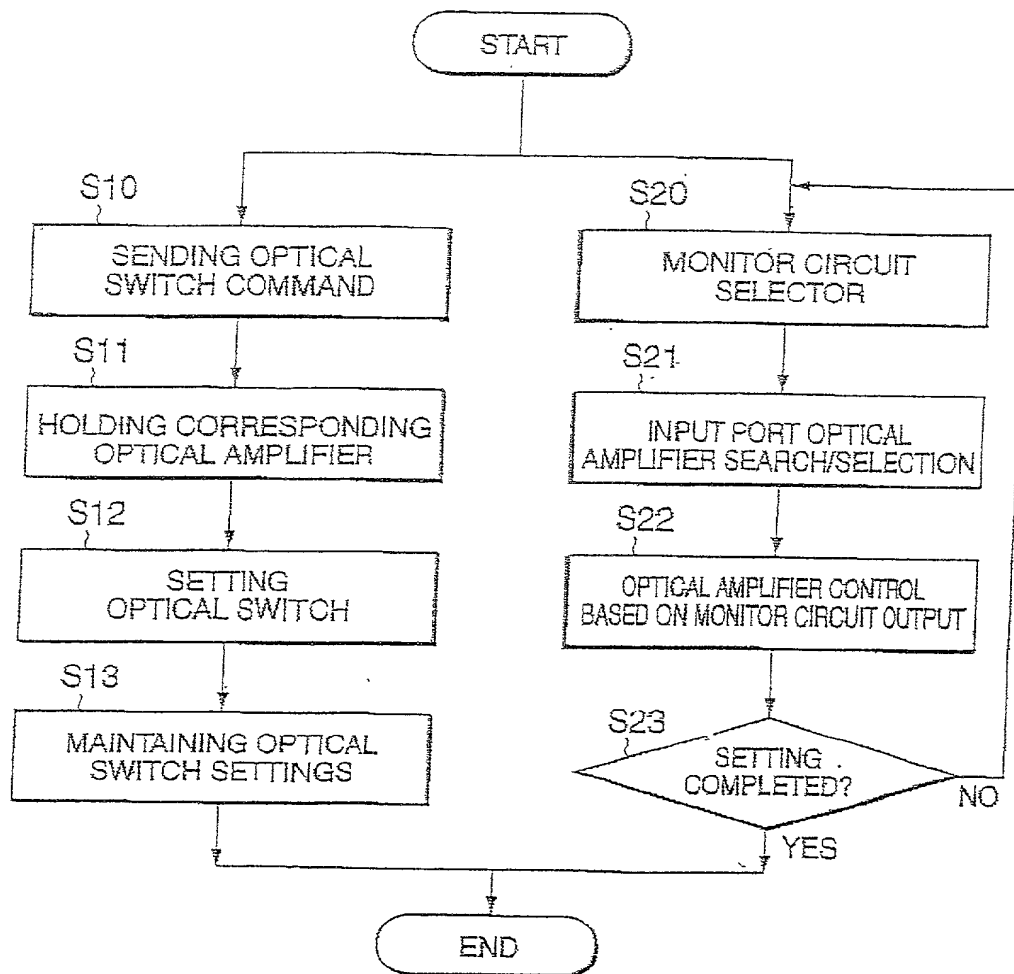 START
S10
SENDING OPTICAL
SWITCH COMMAND
S11
HOLDING CORRESPONDING
OPTICAL AMPLIFIER
S12
SETTING
OPTICAL SWITCH
S13
MAINTAINING OPTICAL
SWITCH SETTINGS
S20
MONITOR CIRCUIT
SELECTOR
S21
INPUT PORT OPTICAL
AMPLIFIER SEARCH/SELECTION
S22
OPTICAL AMPLIFIER CONTROL
BASED ON MONITOR CIRCUIT OUTPUT
S23
SETTING
COMPLETED?
NO
YES
END